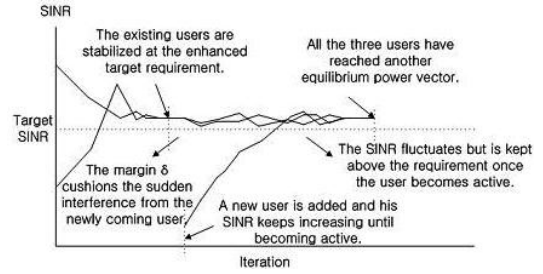 SINR
The existing users are
stabilized at the enhanced
target requirement.
All the three users have
reached another
equilibrium power vector.
Target
SINR
The margin δ
cushions the sudden
interference from the
newly coming user.
The SINR fluctuates but is kept
above the requirement once
the user becomes active.
A new user is added and his
SINR keeps increasing until
becoming active.
Iteration